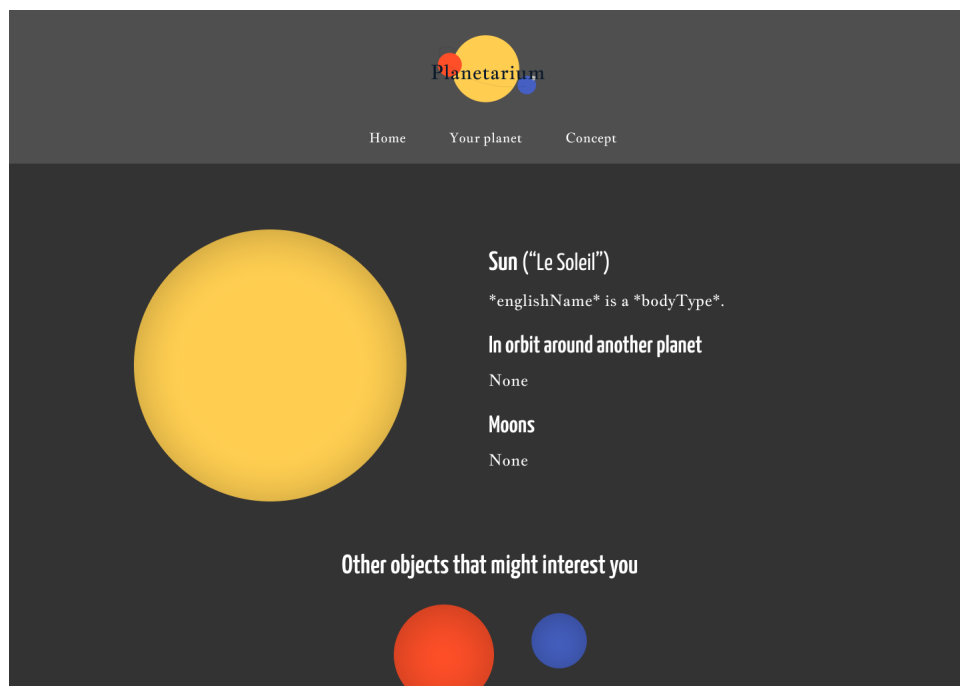 Planetarium
Home Your planet Concept
Sun (“Le Soleil”)
*englishName* is a *bodyType*.
In orbit around another planet
None
Moons
None
Other objects that might interest you